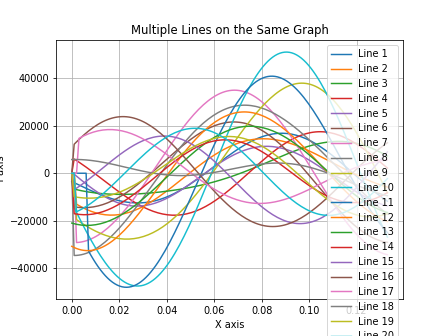 Multiple Lines on the Same Graph
40000
20000
0
−20000
−40000
0.00
0.02
0.04
0.06
0.08
0.10
X axis
Line 1
Line 2
Line 3
Line 4
Line 5
Line 6
Line 7
Line 8
Line 9
Line 10
Line 11
Line 12
Line 13
Line 14
Line 15
Line 16
Line 17
Line 18
Line 19
Line 20